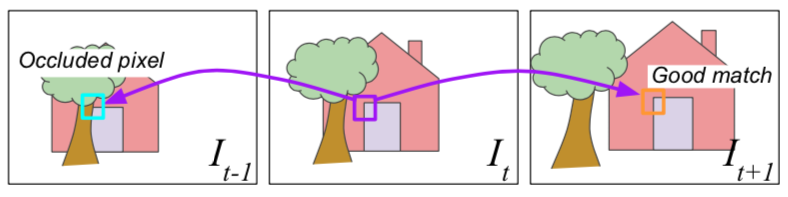 Occluded pixel
Good match
I_{t-1}
I_t
I_{t+1}